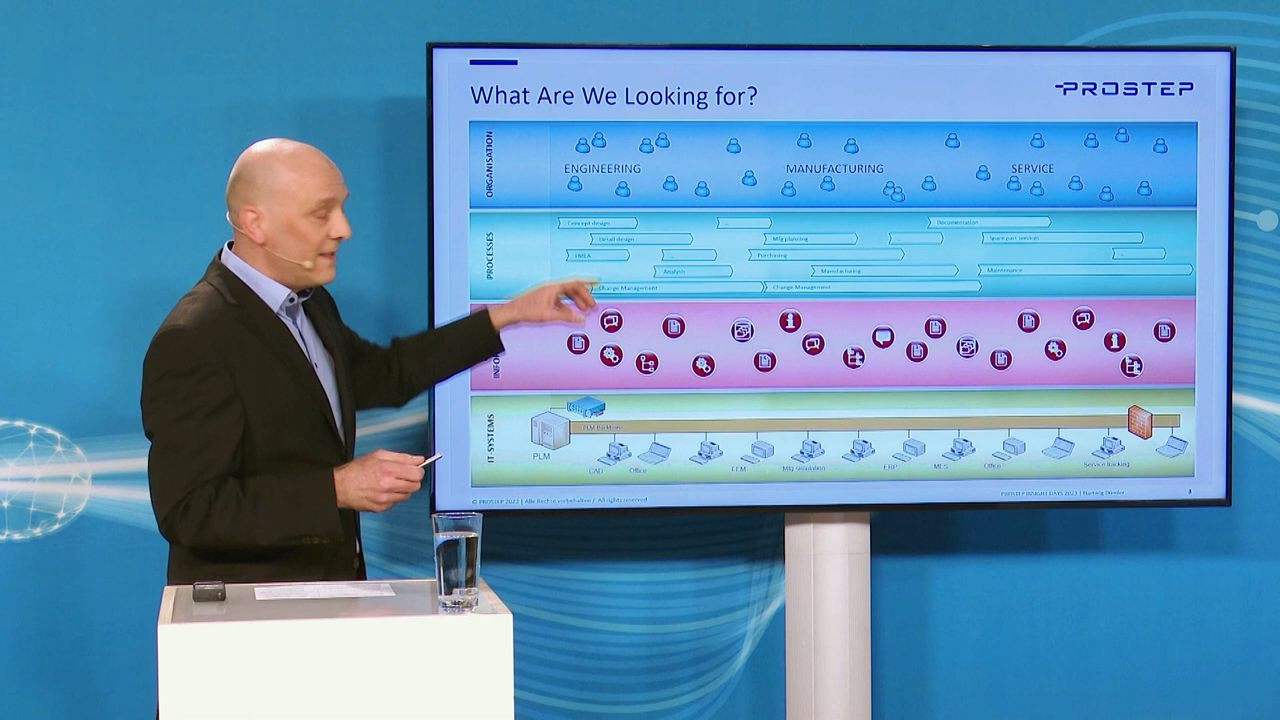 What Are We Looking for?
PROSTEP
ORGANISATION
ENGINEERING
MANUFACTURING
SERVICE
PROCESSES
Concept design
...
Documentation
Detail design
Mfg planning
...
Spare part services
FMEA
...
Purchasing
...
Analysis
Manufacturing
Maintenance
Change Management
Change Management
INFO
IT-SYSTEMS
PLM Backbone
PLM
CAD
Office
Mfg simulation
ERP
MES
Office
Service tracking
© PROSTEP 2023 | Alle Rechte vorbehalten / All rights reserved
PROSTEP INSIGHT DAYS 2023 |